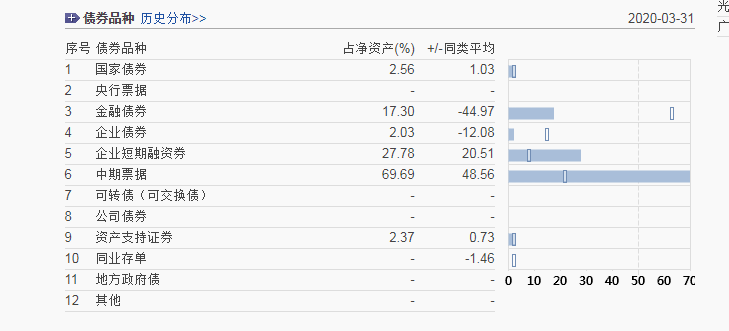 债券品种 历史分布>> 2020-03-31
序号 债券品种 占净资产(%) +/-同类平均
1 国家债券 2.56 1.03
2 央行票据 - -
3 金融债券 17.30 -44.97
4 企业债券 2.03 -12.08
5 企业短期融资券 27.78 20.51
6 中期票据 69.69 48.56
7 可转债（可交换债） - -
8 公司债券 - -
9 资产支持证券 2.37 0.73
10 同业存单 - -1.46
11 地方政府债 - -
12 其他 - -
0 10 20 30 40 50 60 70
光
广